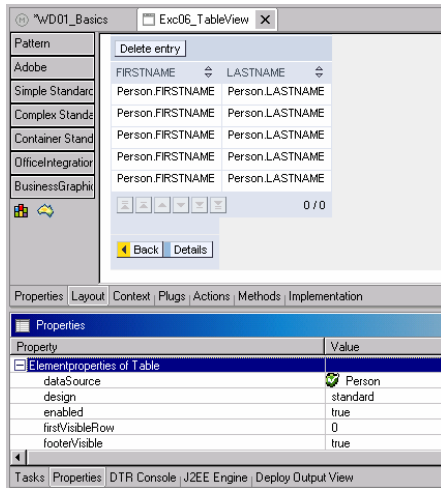 *WD01_Basics Exc06_TableView
Pattern
Adobe
Simple Standarc
Complex Standa
Container Stand
OfficeIntegration
BusinessGraphic
Delete entry
FIRSTNAME LASTNAME
Person.FIRSTNAME Person.LASTNAME
Person.FIRSTNAME Person.LASTNAME
Person.FIRSTNAME Person.LASTNAME
Person.FIRSTNAME Person.LASTNAME
Person.FIRSTNAME Person.LASTNAME
0 / 0
Back Details
Properties Layout Context Plugs Actions Methods Implementation
Properties
Property Value
Elementproperties of Table
dataSource Person
design standard
enabled true
firstVisibleRow 0
footerVisible true
Tasks Properties DTR Console J2EE Engine Deploy Output View